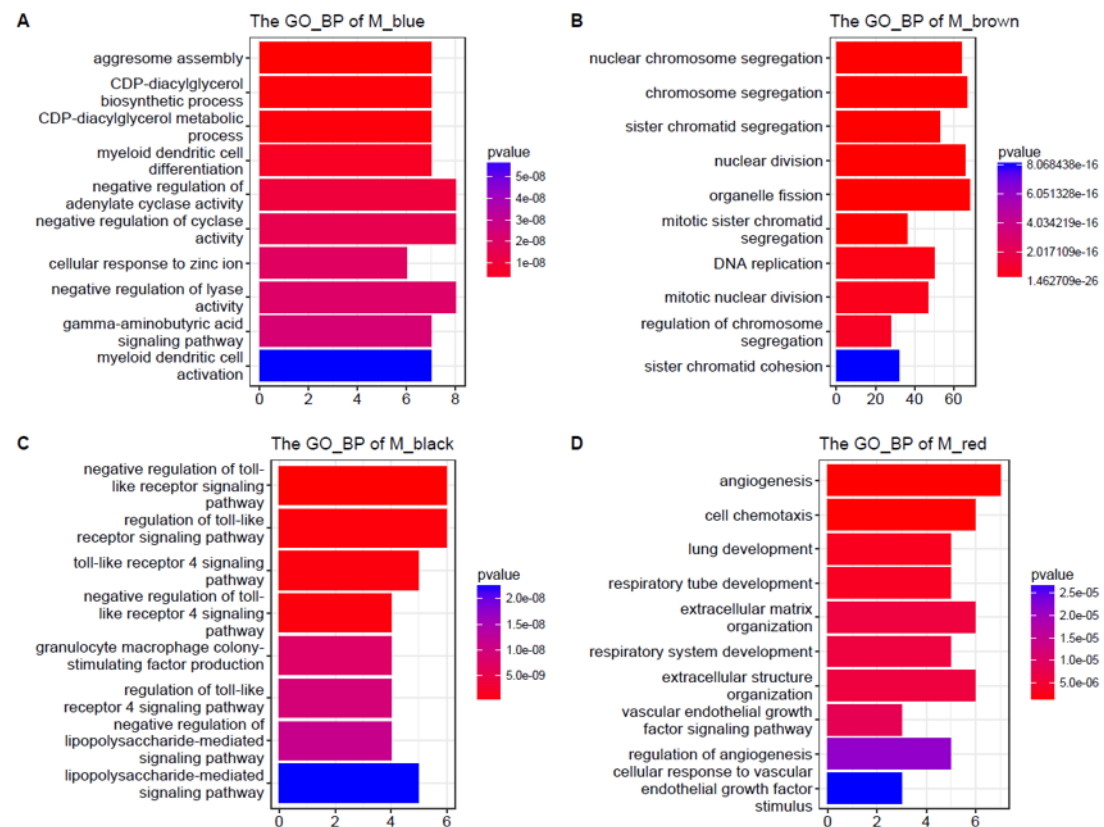 A
The GO_BP of M_blue
aggresome assembly
CDP-diacylglycerol
biosynthetic process
CDP-diacylglycerol metabolic
process
myeloid dendritic cell
differentiation
negative regulation of
adenylate cyclase activity
negative regulation of cyclase
activity
cellular response to zinc ion
negative regulation of lyase
activity
gamma-aminobutyric acid
signaling pathway
myeloid dendritic cell
activation
0 2 4 6 8
pvalue
5e-08
4e-08
3e-08
2e-08
1e-08
B
The GO_BP of M_brown
nuclear chromosome segregation
chromosome segregation
sister chromatid segregation
nuclear division
organelle fission
mitotic sister chromatid
segregation
DNA replication
mitotic nuclear division
regulation of chromosome
segregation
sister chromatid cohesion
0 20 40 60
pvalue
8.068438e-16
6.051328e-16
4.034219e-16
2.017109e-16
1.462709e-26
C
The GO_BP of M_black
negative regulation of toll-
like receptor signaling
pathway
regulation of toll-like
receptor signaling pathway
toll-like receptor 4 signaling
pathway
negative regulation of toll-
like receptor 4 signaling
pathway
granulocyte macrophage colony-
stimulating factor production
regulation of toll-like
receptor 4 signaling pathway
negative regulation of
lipopolysaccharide-mediated
signaling pathway
lipopolysaccharide-mediated
signaling pathway
0 2 4 6
pvalue
2.0e-08
1.5e-08
1.0e-08
5.0e-09
D
The GO_BP of M_red
angiogenesis
cell chemotaxis
lung development
respiratory tube development
extracellular matrix
organization
respiratory system development
extracellular structure
organization
vascular endothelial growth
factor signaling pathway
regulation of angiogenesis
cellular response to vascular
endothelial growth factor
stimulus
0 2 4 6
pvalue
2.5e-05
2.0e-05
1.5e-05
1.0e-05
5.0e-06